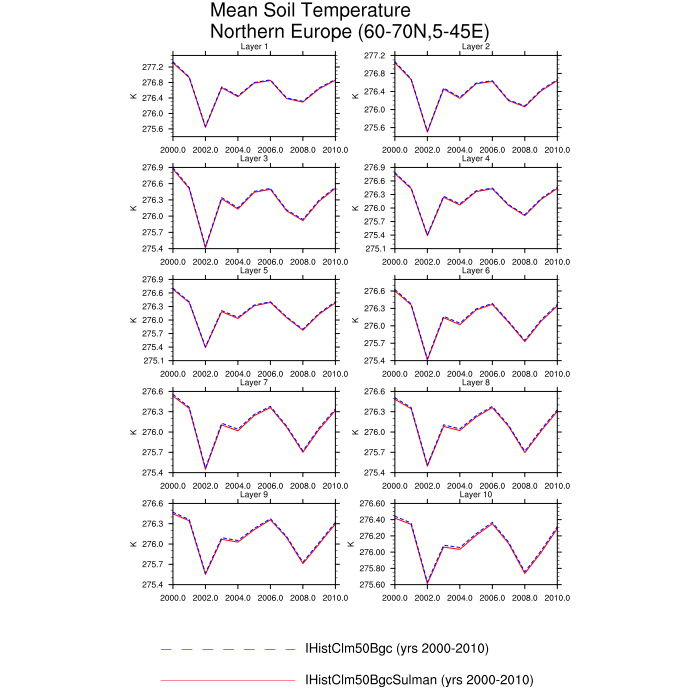 Mean Soil Temperature
Northern Europe (60-70N,5-45E)
Layer 1
Layer 2
277.2
276.8
276.4
276.0
275.6
K
2000.0 2002.0 2004.0 2006.0 2008.0 2010.0
277.2
276.8
276.4
276.0
275.6
K
2000.0 2002.0 2004.0 2006.0 2008.0 2010.0
Layer 3
Layer 4
276.9
276.6
276.3
276.0
275.7
275.4
K
2000.0 2002.0 2004.0 2006.0 2008.0 2010.0
276.9
276.6
276.3
276.0
275.7
275.4
275.1
K
2000.0 2002.0 2004.0 2006.0 2008.0 2010.0
Layer 5
Layer 6
276.9
276.6
276.3
276.0
275.7
275.4
275.1
K
2000.0 2002.0 2004.0 2006.0 2008.0 2010.0
276.6
276.3
276.0
275.7
275.4
K
2000.0 2002.0 2004.0 2006.0 2008.0 2010.0
Layer 7
Layer 8
276.6
276.3
276.0
275.7
275.4
K
2000.0 2002.0 2004.0 2006.0 2008.0 2010.0
276.6
276.3
276.0
275.7
275.4
K
2000.0 2002.0 2004.0 2006.0 2008.0 2010.0
Layer 9
Layer 10
276.6
276.3
276.0
275.7
275.4
K
2000.0 2002.0 2004.0 2006.0 2008.0 2010.0
276.60
276.40
276.20
276.00
275.80
275.60
K
2000.0 2002.0 2004.0 2006.0 2008.0 2010.0
IHistClm50Bgc (yrs 2000-2010)
IHistClm50BgcSulman (yrs 2000-2010)